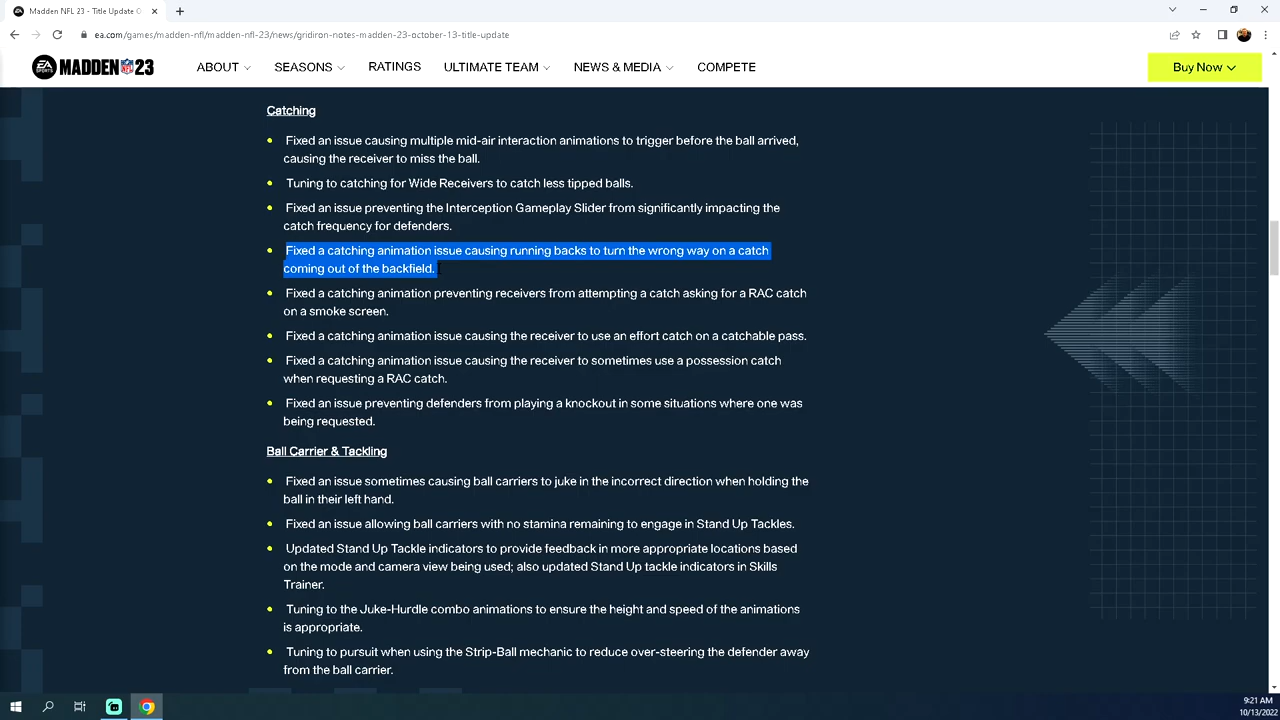 Madden NFL 23 - Title Update O
ea.com/games/madden-nfl/madden-nfl-23/news/gridiron-notes-madden-23-october-13-title-update
EA SPORTS MADDEN NFL 23
ABOUT
SEASONS
RATINGS
ULTIMATE TEAM
NEWS & MEDIA
COMPETE
Buy Now
Catching
• Fixed an issue causing multiple mid-air interaction animations to trigger before the ball arrived,
causing the receiver to miss the ball.
• Tuning to catching for Wide Receivers to catch less tipped balls.
• Fixed an issue preventing the Interception Gameplay Slider from significantly impacting the
catch frequency for defenders.
• Fixed a catching animation issue causing running backs to turn the wrong way on a catch
coming out of the backfield.
• Fixed a catching animation preventing receivers from attempting a catch asking for a RAC catch
on a smoke screen.
• Fixed a catching animation issue causing the receiver to use an effort catch on a catchable pass.
• Fixed a catching animation issue causing the receiver to sometimes use a possession catch
when requesting a RAC catch.
• Fixed an issue preventing defenders from playing a knockout in some situations where one was
being requested.
Ball Carrier & Tackling
• Fixed an issue sometimes causing ball carriers to juke in the incorrect direction when holding the
ball in their left hand.
• Fixed an issue allowing ball carriers with no stamina remaining to engage in Stand Up Tackles.
• Updated Stand Up Tackle indicators to provide feedback in more appropriate locations based
on the mode and camera view being used; also updated Stand Up tackle indicators in Skills
Trainer.
• Tuning to the Juke-Hurdle combo animations to ensure the height and speed of the animations
is appropriate.
• Tuning to pursuit when using the Strip-Ball mechanic to reduce over-steering the defender away
from the ball carrier.
9:21 AM
10/13/2022